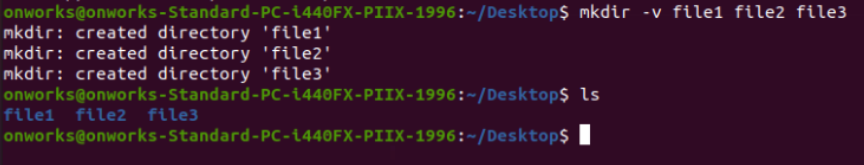 onworks@onworks-Standard-PC-i440FX-PIIX-1996:~/Desktop$ mkdir -v file1 file2 file3
mkdir: created directory 'file1'
mkdir: created directory 'file2'
mkdir: created directory 'file3'
onworks@onworks-Standard-PC-i440FX-PIIX-1996:~/Desktop$ ls
file1  file2  file3
onworks@onworks-Standard-PC-i440FX-PIIX-1996:~/Desktop$